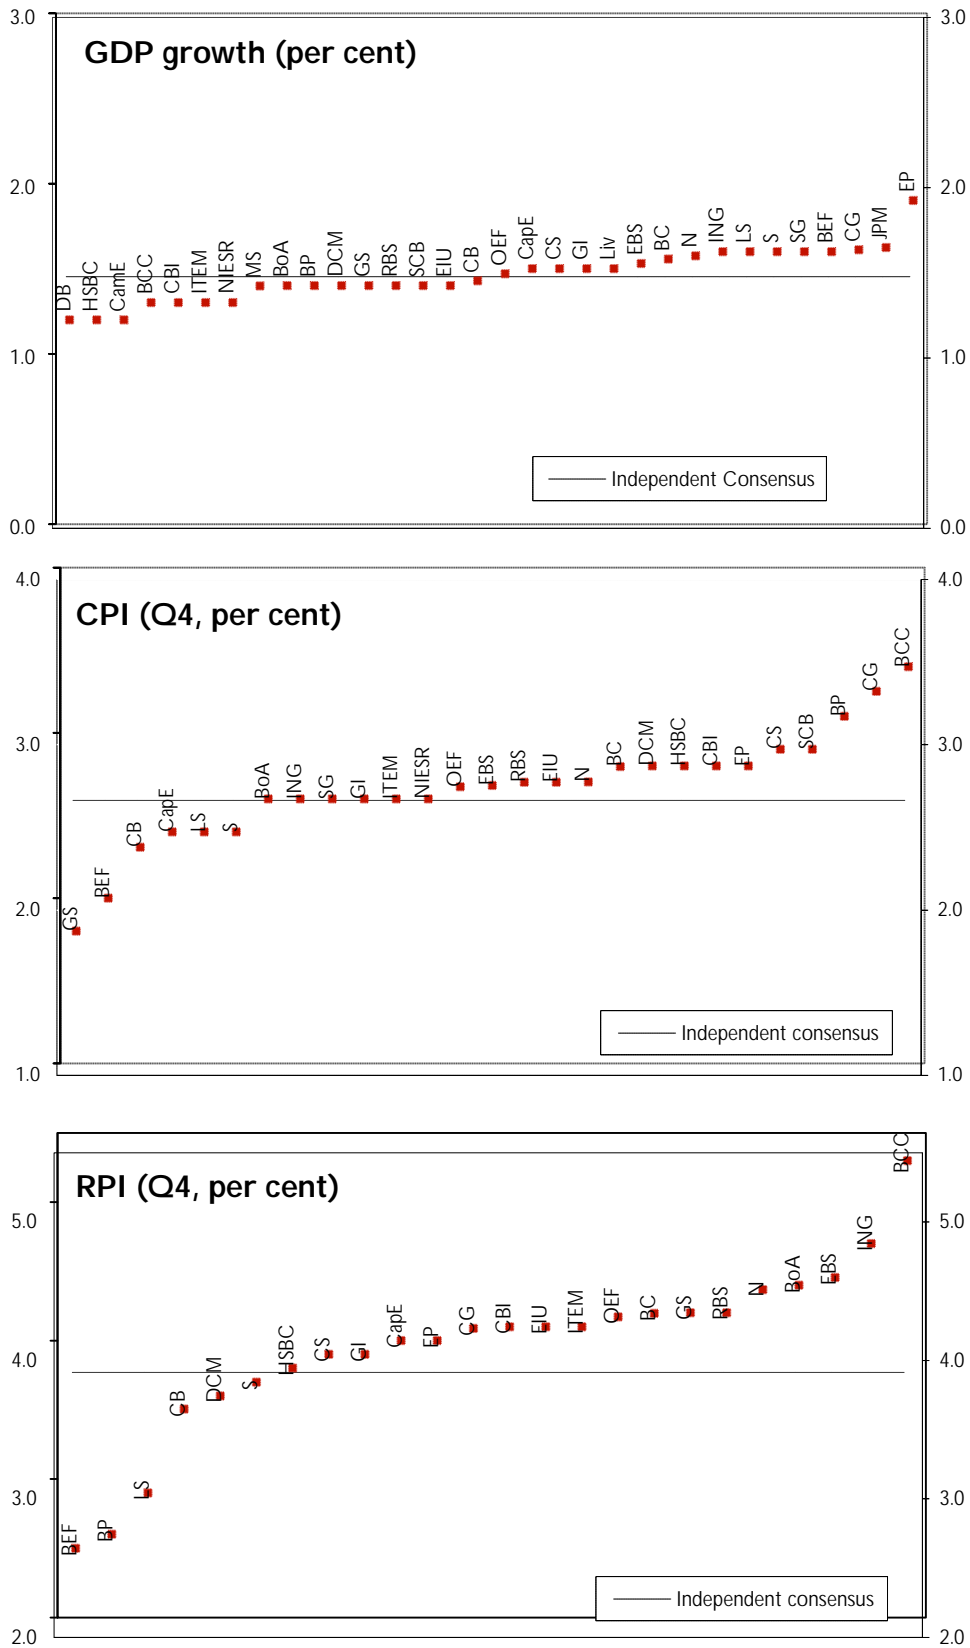 3.0 3.0
GDP growth (per cent)
2.0 2.0
DB HSBC CamE BCC CBI ITEM NIESR MS BoA BP DCM GS RBS SCB EIU CB OEF CapE CS GI Liv EBS BC N ING LS S SG BEF CG JPM EP
1.0 1.0
Independent Consensus
0.0 0.0
4.0 4.0
CPI (Q4, per cent)
3.0 3.0
GS BEF CB CapE LS S BoA ING SG GI ITEM NIESR OEF EBS RBS EIU N BC DCM HSBC CBI EP CS SCB BP CG BCC
2.0 2.0
Independent consensus
1.0 1.0
RPI (Q4, per cent)
5.0 5.0
BEF BP LS CB DCM S HSBC CS GI CapE EP CG CBI EIU ITEM OEF BC GS RBS N BoA EBS ING BCC
4.0 4.0
3.0 3.0
Independent consensus
2.0 2.0